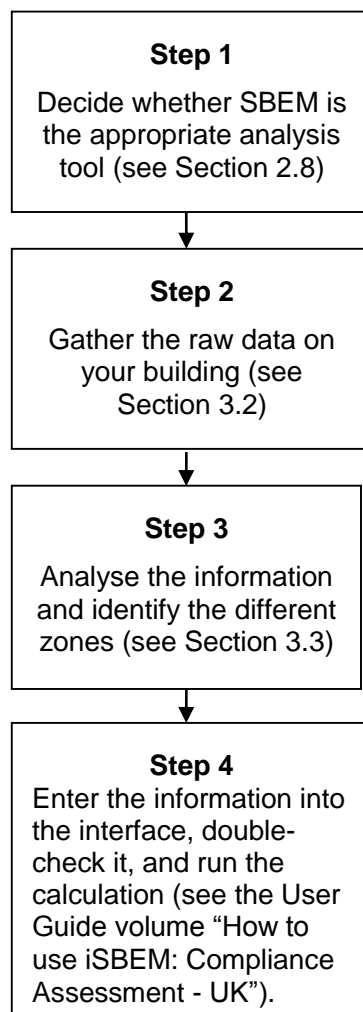 Step 1
Decide whether SBEM is
the appropriate analysis
tool (see Section 2.8)
Step 2
Gather the raw data on
your building (see
Section 3.2)
Step 3
Analyse the information
and identify the different
zones (see Section 3.3)
Step 4
Enter the information into
the interface, double-
check it, and run the
calculation (see the User
Guide volume “How to
use iSBEM: Compliance
Assessment - UK”).